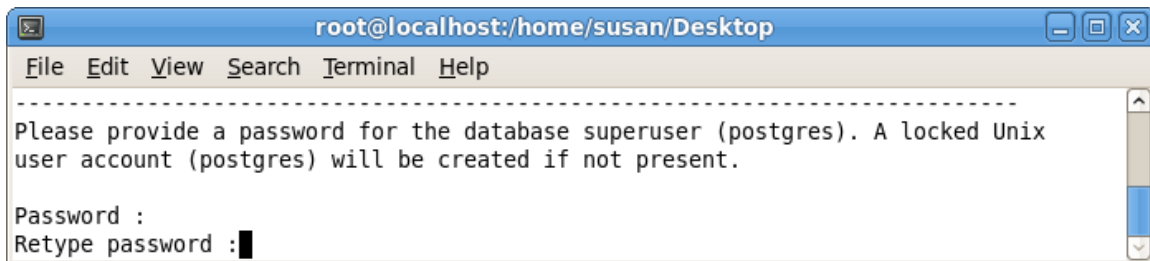 root@localhost:/home/susan/Desktop
File Edit View Search Terminal Help
--------------------------------------------------------------------------------
Please provide a password for the database superuser (postgres). A locked Unix
user account (postgres) will be created if not present.
Password :
Retype password :